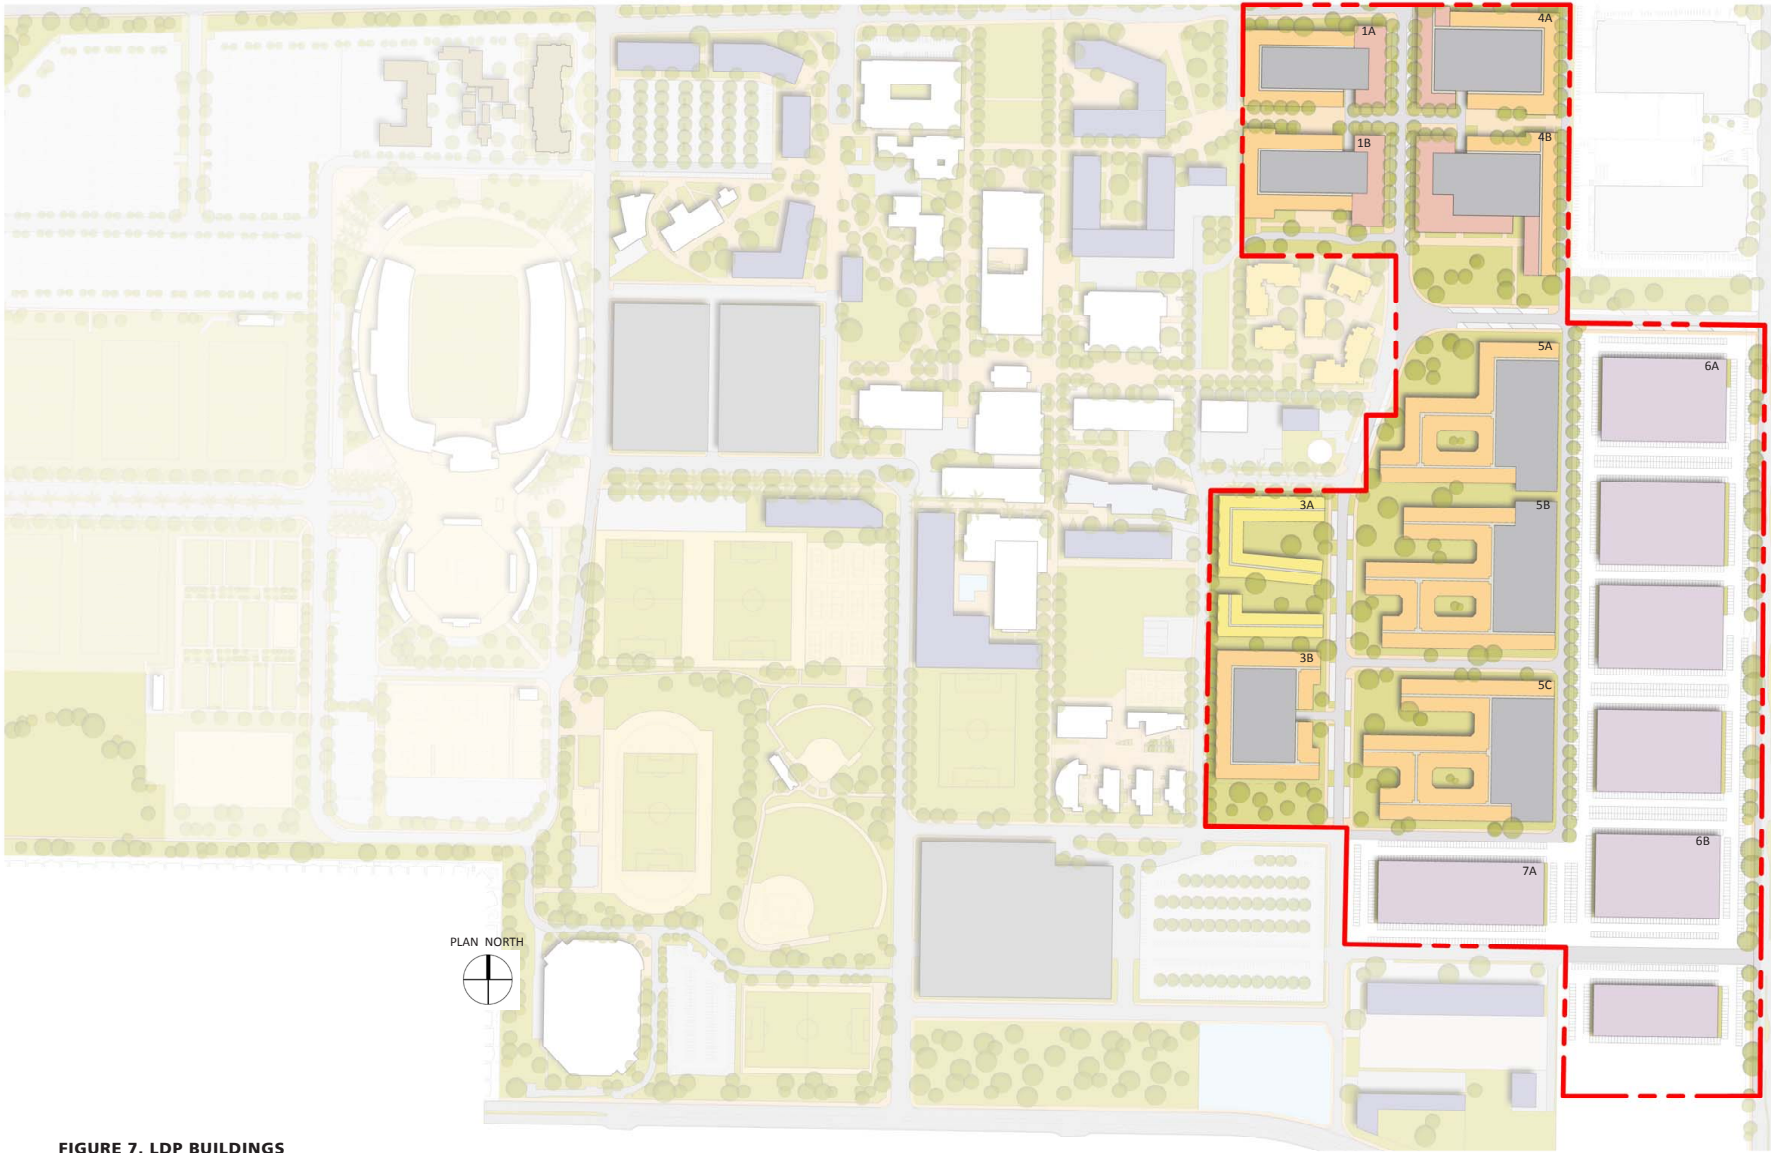 4A
1A
4B
1B
5A
6A
3A
5B
3B
5C
6B
7A
PLAN NORTH
FIGURE 7. LDP BUILDINGS